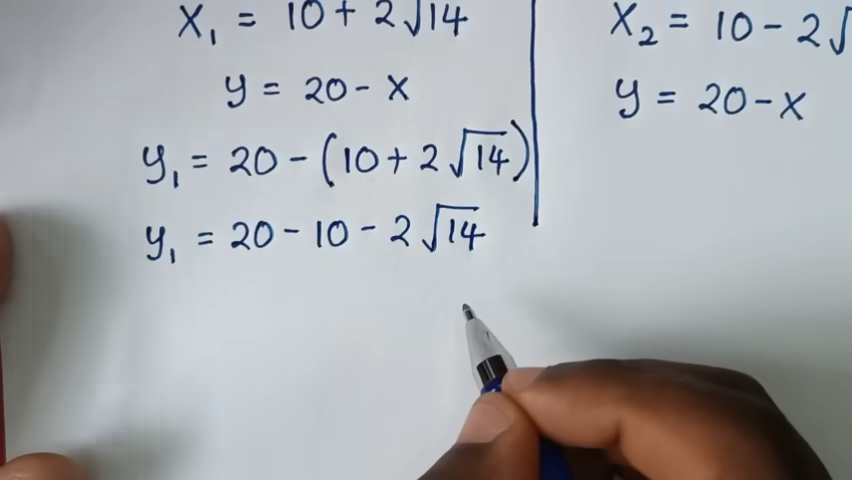 x₁ = 10 + 2√14
y = 20 - x
y₁ = 20 - (10 + 2√14)
y₁ = 20 - 10 - 2√14
x₂ = 10 - 2√
y = 20 - x